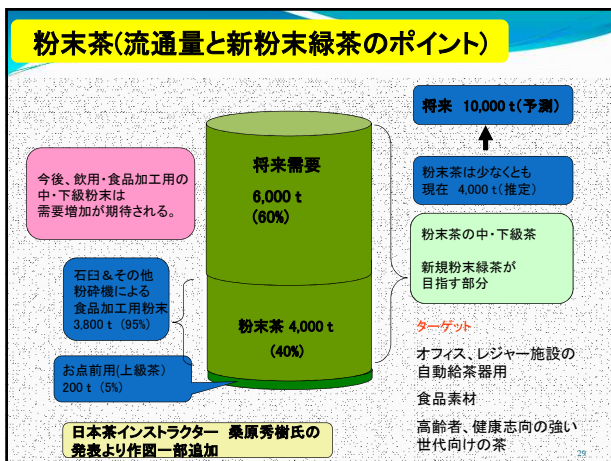 粉末茶(流通量と新粉末緑茶のポイント)
将来 10,000 t(予測)
粉末茶は少なくとも
現在 4,000 t(推定)
将来需要
6,000 t
(60%)
今後、飲用・食品加工用の
中・下級粉末は
需要増加が期待される。
粉末茶の中・下級茶
新規粉末緑茶が
目指す部分
石臼&その他
粉砕機による
食品加工用粉末
3,800 t (95%)
粉末茶 4,000 t
(40%)
お点前用(上級茶)
200 t (5%)
ターゲット
オフィス、レジャー施設の
自動給茶器用
食品素材
高齢者、健康志向の強い
世代向けの茶
日本茶インストラクター 桑原秀樹氏の
発表より作図一部追加
29